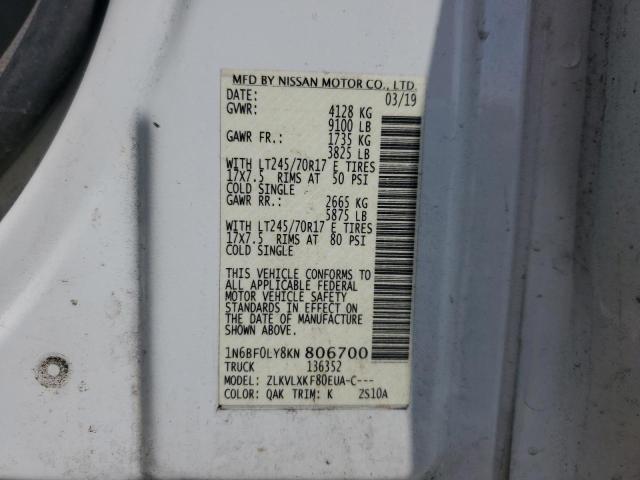 MFD BY NISSAN MOTOR CO., LTD.
DATE: 03/19
GVWR: 4128 KG
9100 LB
GAWR FR.: 1735 KG
3825 LB
WITH LT245/70R17 E TIRES
17X7.5 RIMS AT 50 PSI
COLD SINGLE
GAWR RR.: 2665 KG
5875 LB
WITH LT245/70R17 E TIRES
17X7.5 RIMS AT 80 PSI
COLD SINGLE
THIS VEHICLE CONFORMS TO
ALL APPLICABLE FEDERAL
MOTOR VEHICLE SAFETY
STANDARDS IN EFFECT ON
THE DATE OF MANUFACTURE
SHOWN ABOVE.
1N6BF0LY8KN 806700
TRUCK 136352
MODEL: ZLKVLXKF80EUA-C---
COLOR: QAK TRIM: K ZS10A